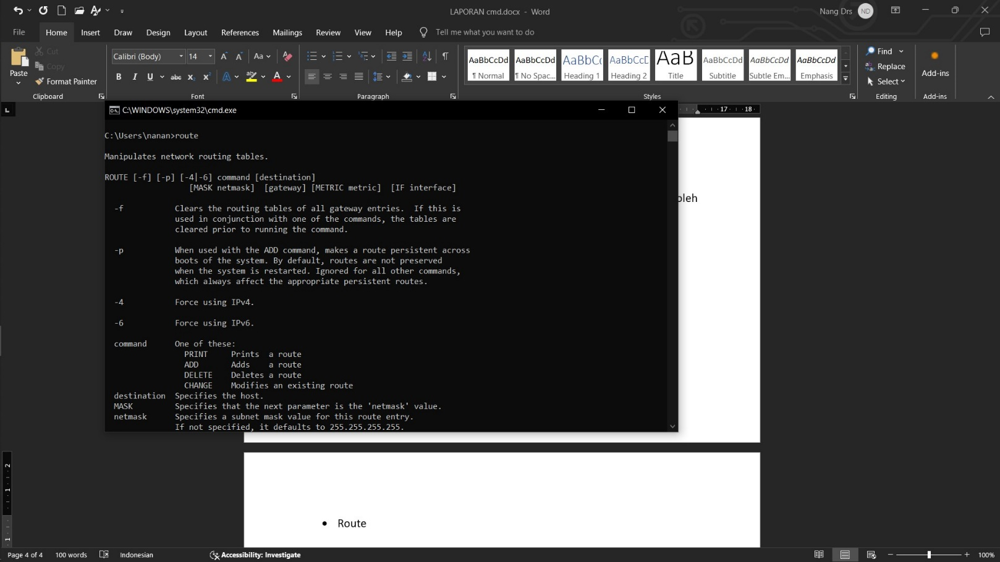 LAPORAN cmd.docx - Word
Nang Drs ND
File Home Insert Draw Design Layout References Mailings Review View Help Tell me what you want to do
Paste
Cut
Copy
Format Painter
Clipboard
Calibri (Body) 14
Font
Paragraph
AaBbCcDd AaBbCcDd AaBbCc AaBbCcD AaB AaBbCcDd AaBbCcDd AaBbCcDd
¶ Normal ¶ No Spac... Heading 1 Heading 2 Title Subtitle Subtle Em... Emphasis
Styles
Find
Replace
Select
Editing
Add-ins
Add-ins
17 18
C:\WINDOWS\system32\cmd.exe
C:\Users\nanan>route
Manipulates network routing tables.
ROUTE [-f] [-p] [-4|-6] command [destination]
[MASK netmask] [gateway] [METRIC metric] [IF interface]
-f Clears the routing tables of all gateway entries. If this is
used in conjunction with one of the commands, the tables are
cleared prior to running the command.
-p When used with the ADD command, makes a route persistent across
boots of the system. By default, routes are not preserved
when the system is restarted. Ignored for all other commands,
which always affect the appropriate persistent routes.
-4 Force using IPv4.
-6 Force using IPv6.
command One of these:
PRINT Prints a route
ADD Adds a route
DELETE Deletes a route
CHANGE Modifies an existing route
destination Specifies the host.
MASK Specifies that the next parameter is the 'netmask' value.
netmask Specifies a subnet mask value for this route entry.
If not specified, it defaults to 255.255.255.255.
oleh
2
1
1
• Route
Page 4 of 4 100 words Indonesian Accessibility: Investigate 100%